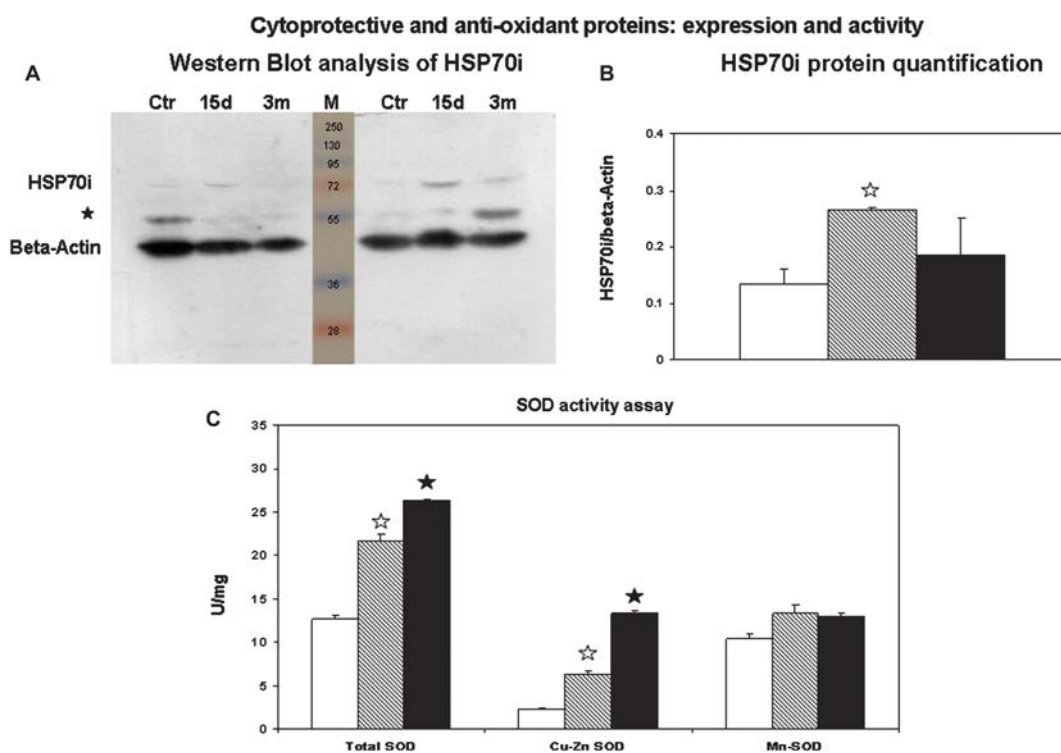 Cytoprotective and anti-oxidant proteins: expression and activity
A
Western Blot analysis of HSP70i
Ctr 15d 3m M Ctr 15d 3m
250
130
95
HSP70i
72
★
55
Beta-Actin
36
28
B
HSP70i protein quantification
HSP70i/beta-Actin
0.4
0.3
0.2
0.1
0
C
SOD activity assay
U/mg
35
30
25
20
15
10
5
0
Total SOD Cu-Zn SOD Mn-SOD